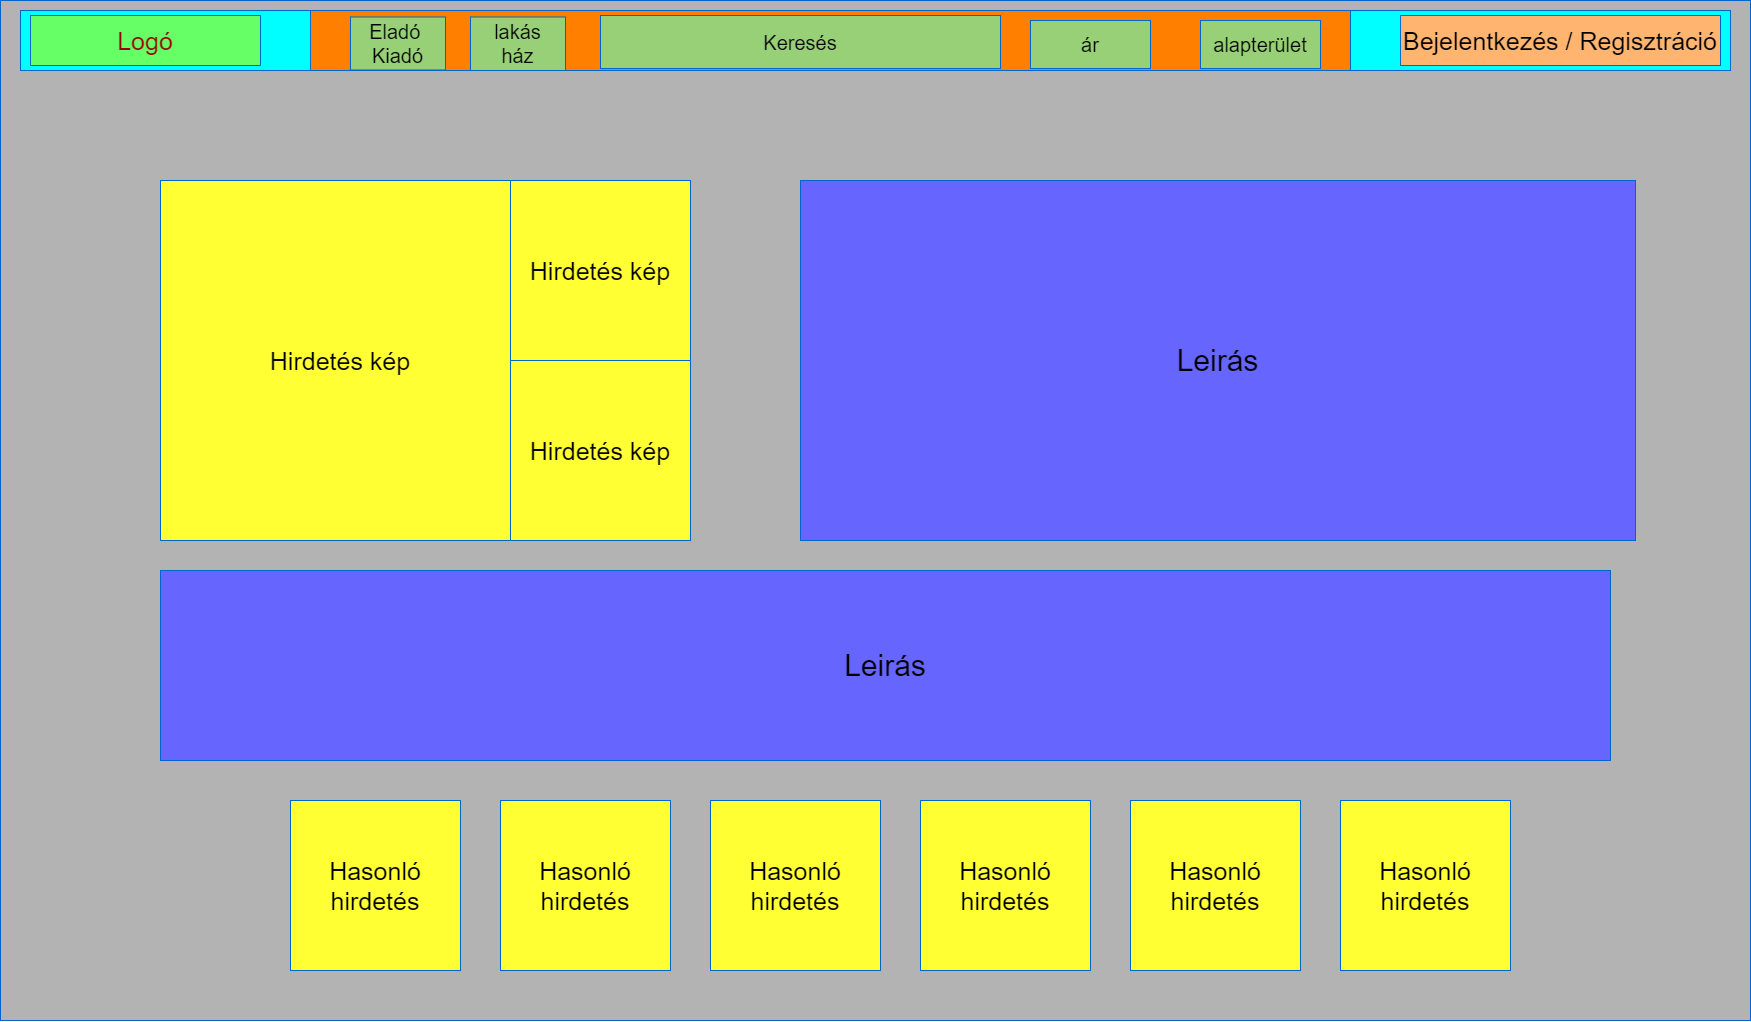 Logó
Eladó
Kiadó
lakás
ház
Keresés
ár
alapterület
Bejelentkezés / Regisztráció
Hirdetés kép
Hirdetés kép
Hirdetés kép
Leirás
Leirás
Hasonló
hirdetés
Hasonló
hirdetés
Hasonló
hirdetés
Hasonló
hirdetés
Hasonló
hirdetés
Hasonló
hirdetés